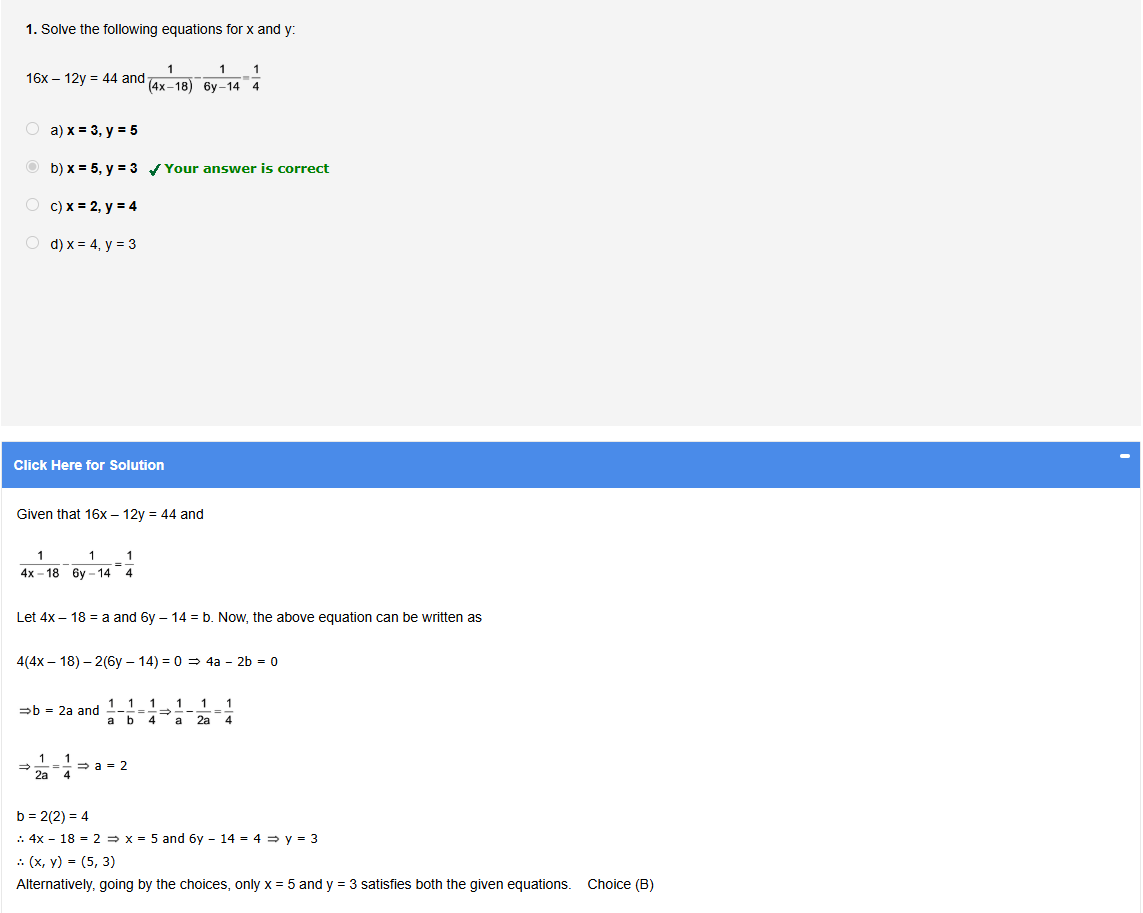 1. Solve the following equations for x and y:
16x – 12y = 44 and 1/(4x–18) – 1/6y–14 = 1/4
a) x = 3, y = 5
b) x = 5, y = 3 ✓ Your answer is correct
c) x = 2, y = 4
d) x = 4, y = 3
Click Here for Solution
Given that 16x – 12y = 44 and
1/4x – 18 – 1/6y – 14 = 1/4
Let 4x – 18 = a and 6y – 14 = b. Now, the above equation can be written as
4(4x – 18) – 2(6y – 14) = 0 ⇒ 4a – 2b = 0
⇒b = 2a and 1/a – 1/b = 1/4 ⇒ 1/a – 1/2a = 1/4
⇒ 1/2a = 1/4 ⇒ a = 2
b = 2(2) = 4
∴ 4x – 18 = 2 ⇒ x = 5 and 6y – 14 = 4 ⇒ y = 3
∴ (x, y) = (5, 3)
Alternatively, going by the choices, only x = 5 and y = 3 satisfies both the given equations. Choice (B)